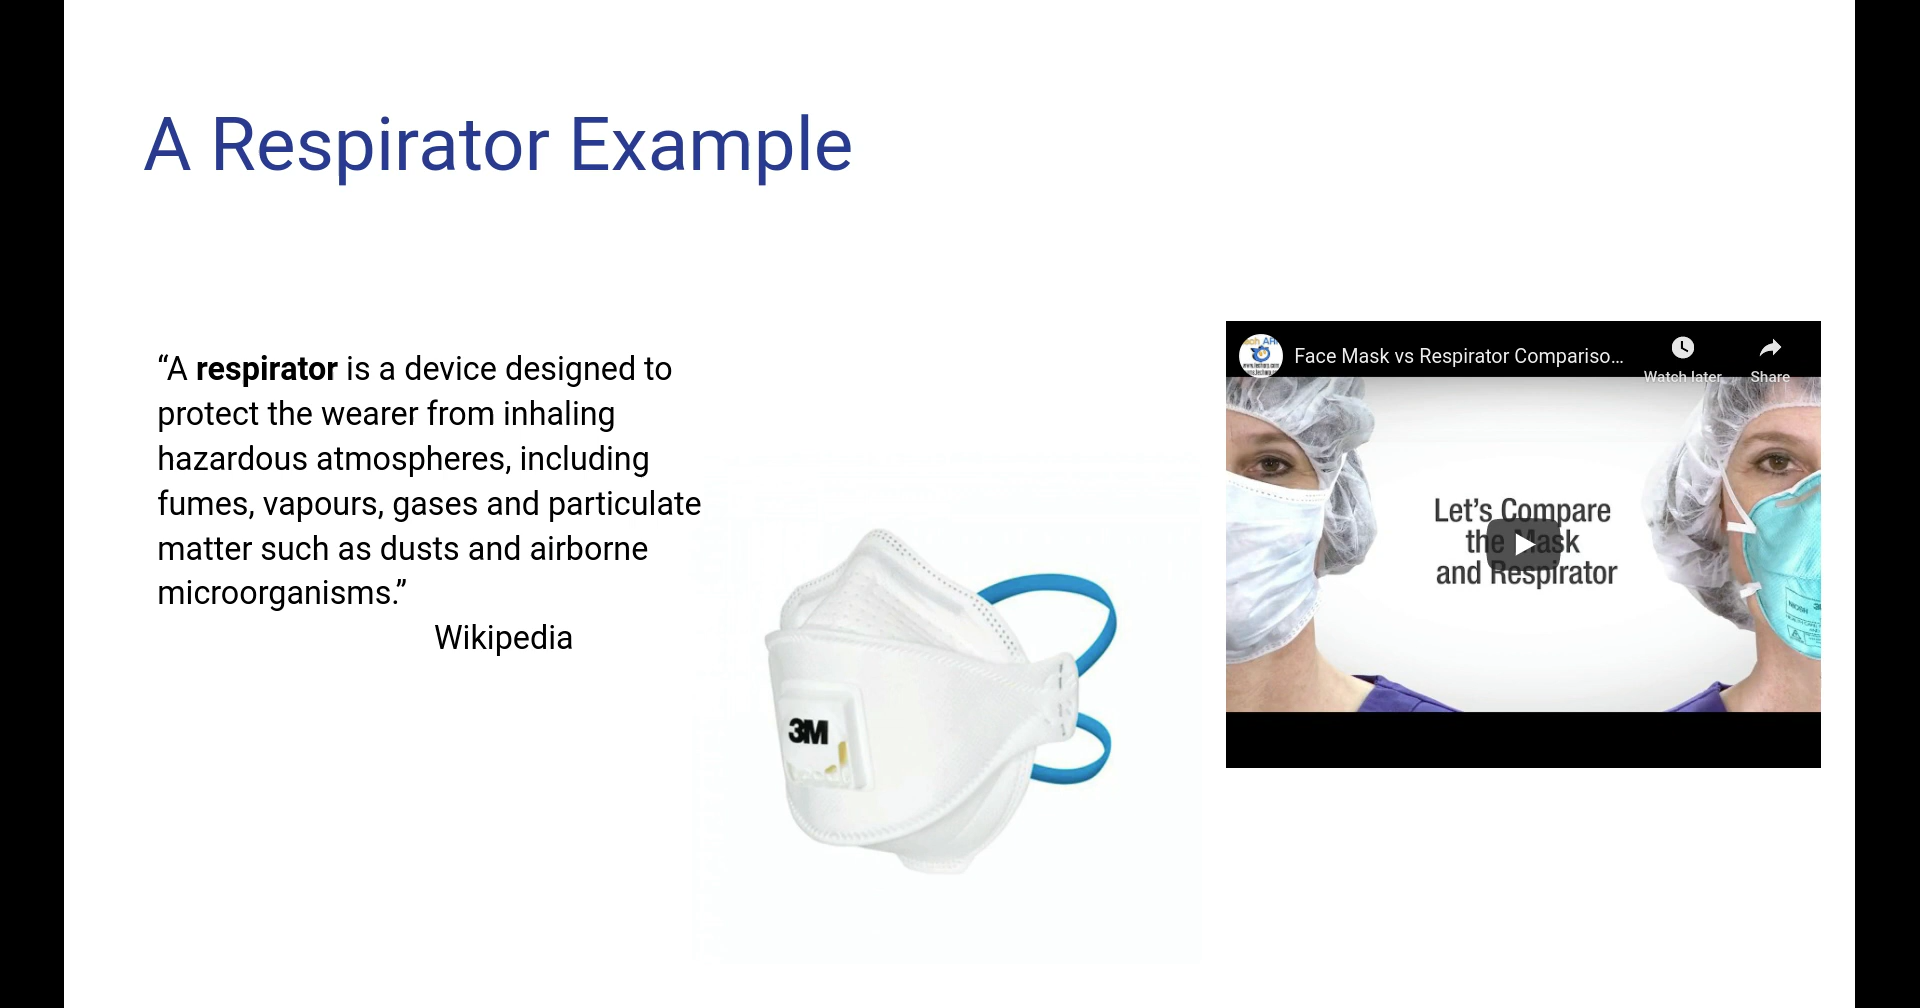 A Respirator Example
“A respirator is a device designed to
protect the wearer from inhaling
hazardous atmospheres, including
fumes, vapours, gases and particulate
matter such as dusts and airborne
microorganisms.”
Wikipedia
3M
Face Mask vs Respirator Compariso...
Watch later
Share
Let's Compare
the Mask
and Respirator